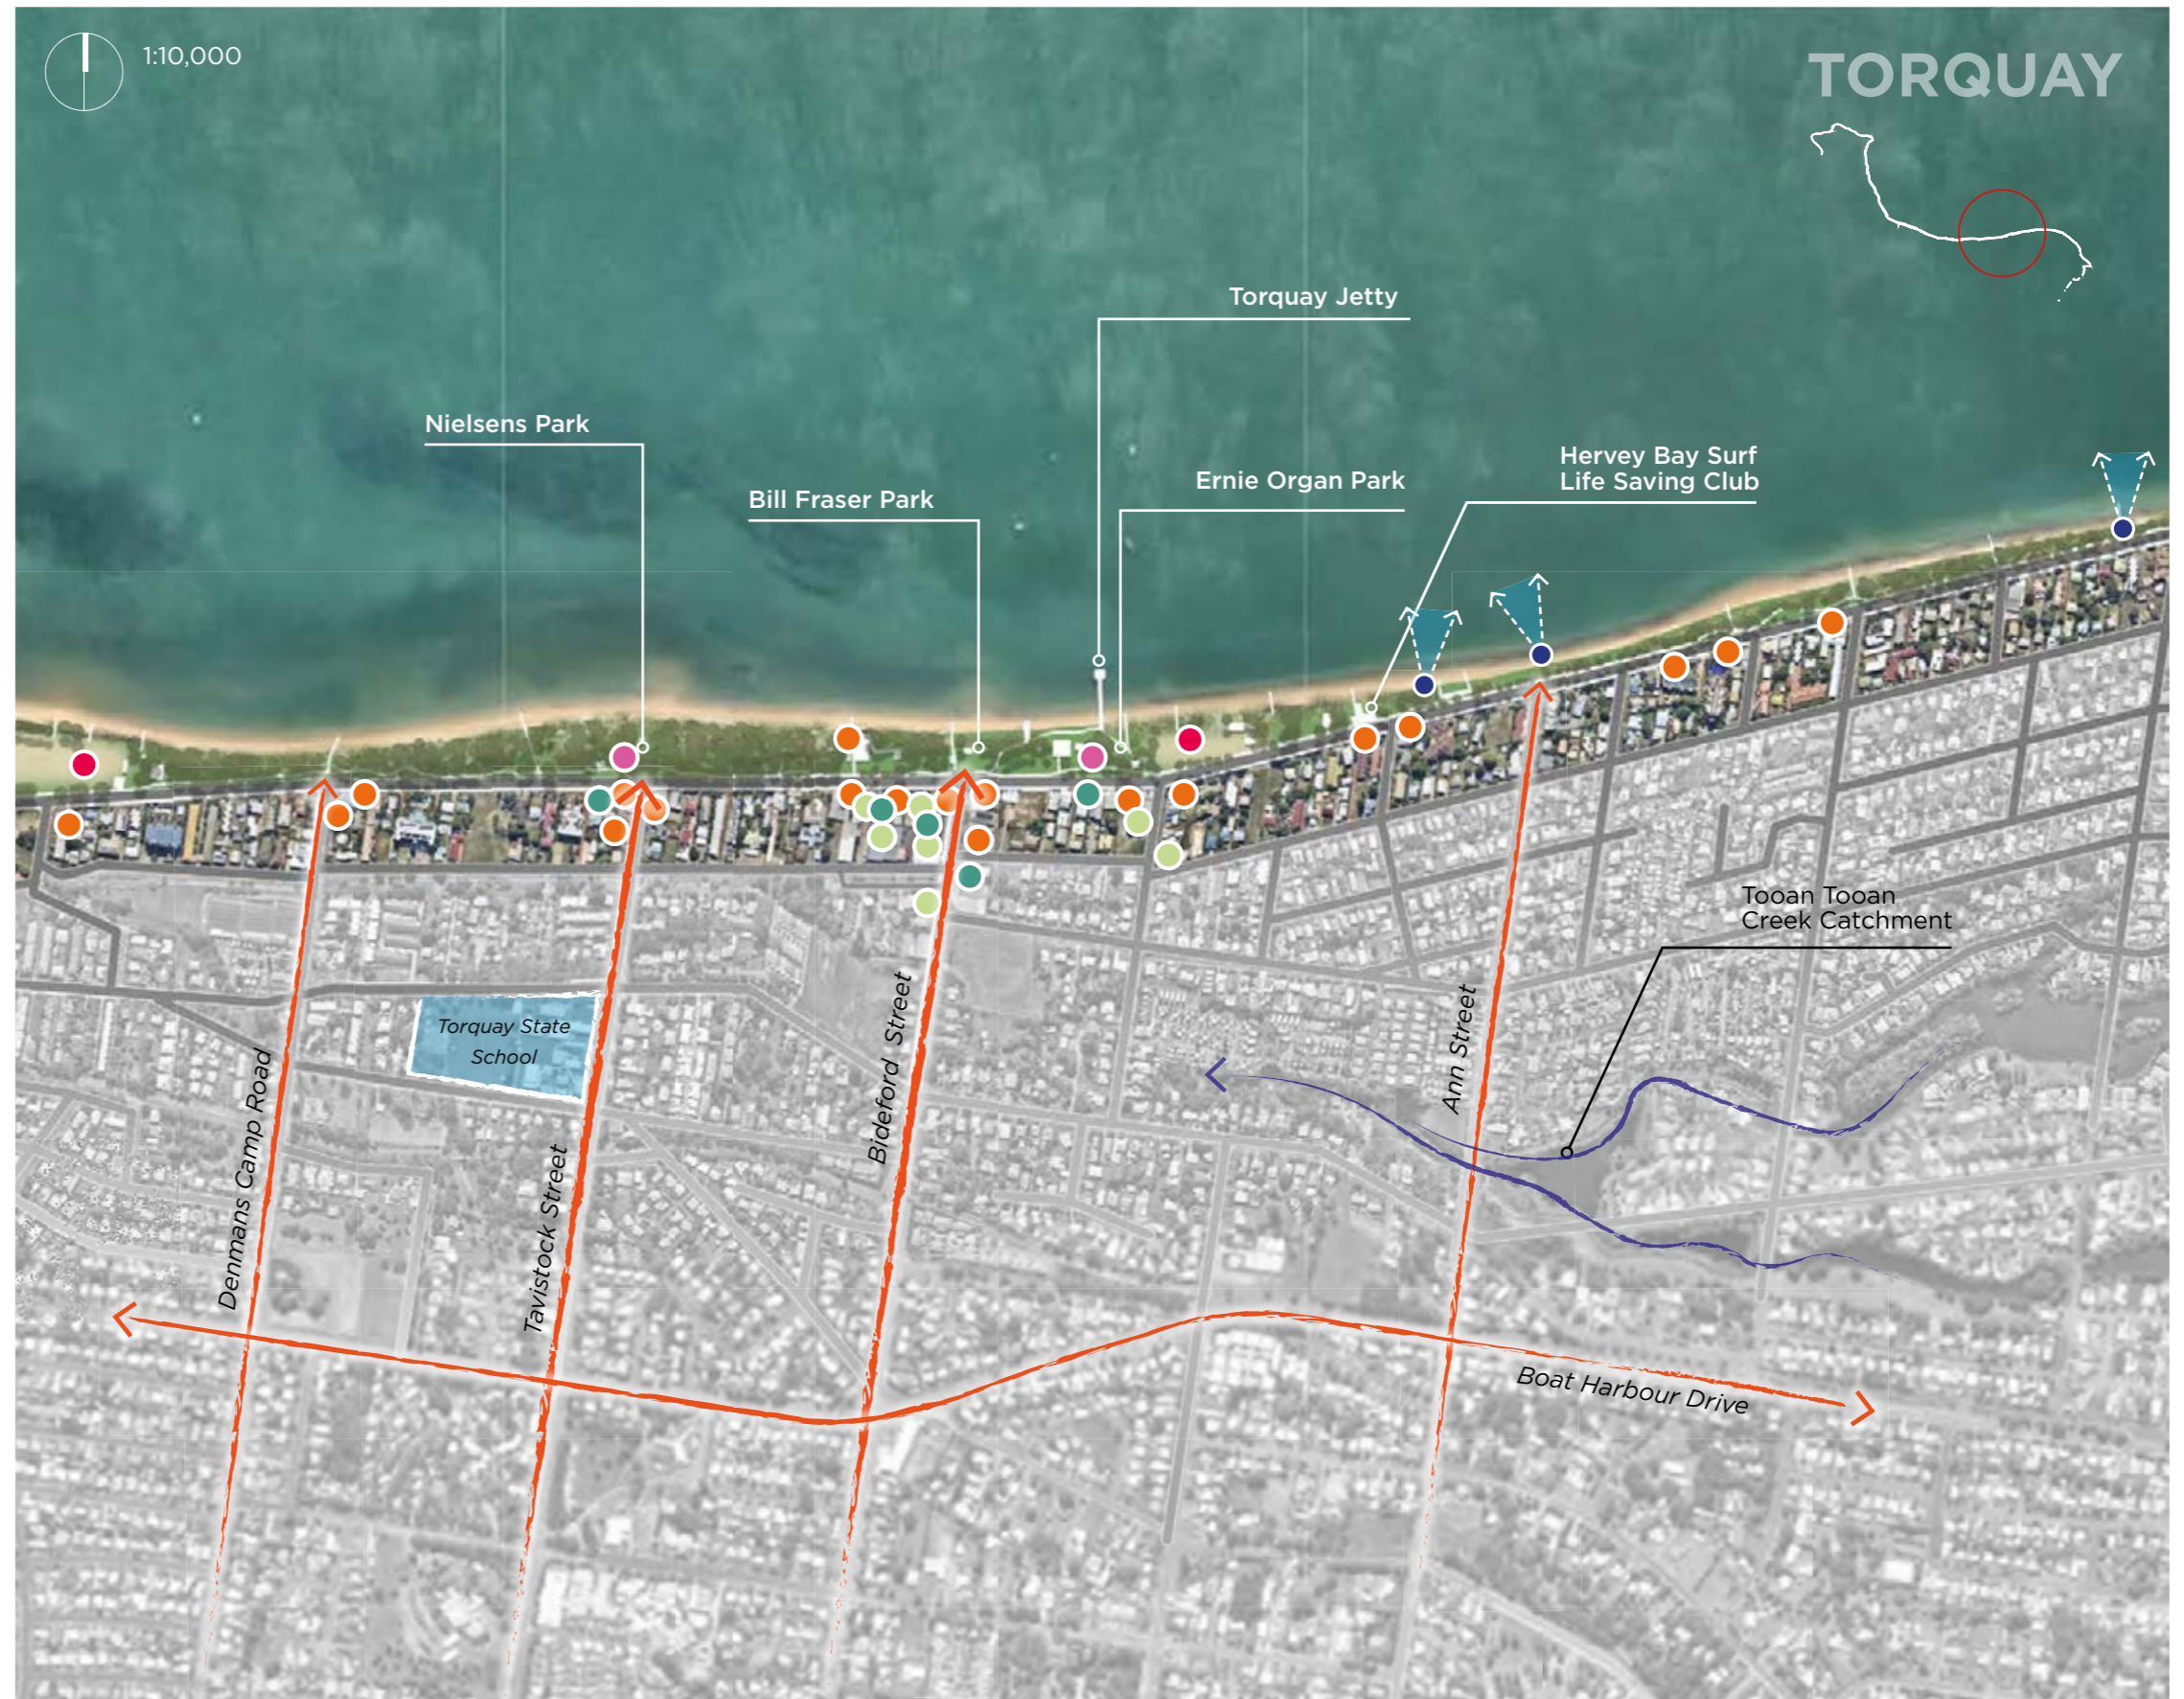 1:10,000
TORQUAY
Torquay Jetty
Nielsens Park
Hervey Bay Surf
Life Saving Club
Ernie Organ Park
Bill Fraser Park
Tooan Tooan
Creek Catchment
Torquay State
School
Denmans Camp Road
Tavistock Street
Bideford Street
Ann Street
Boat Harbour Drive